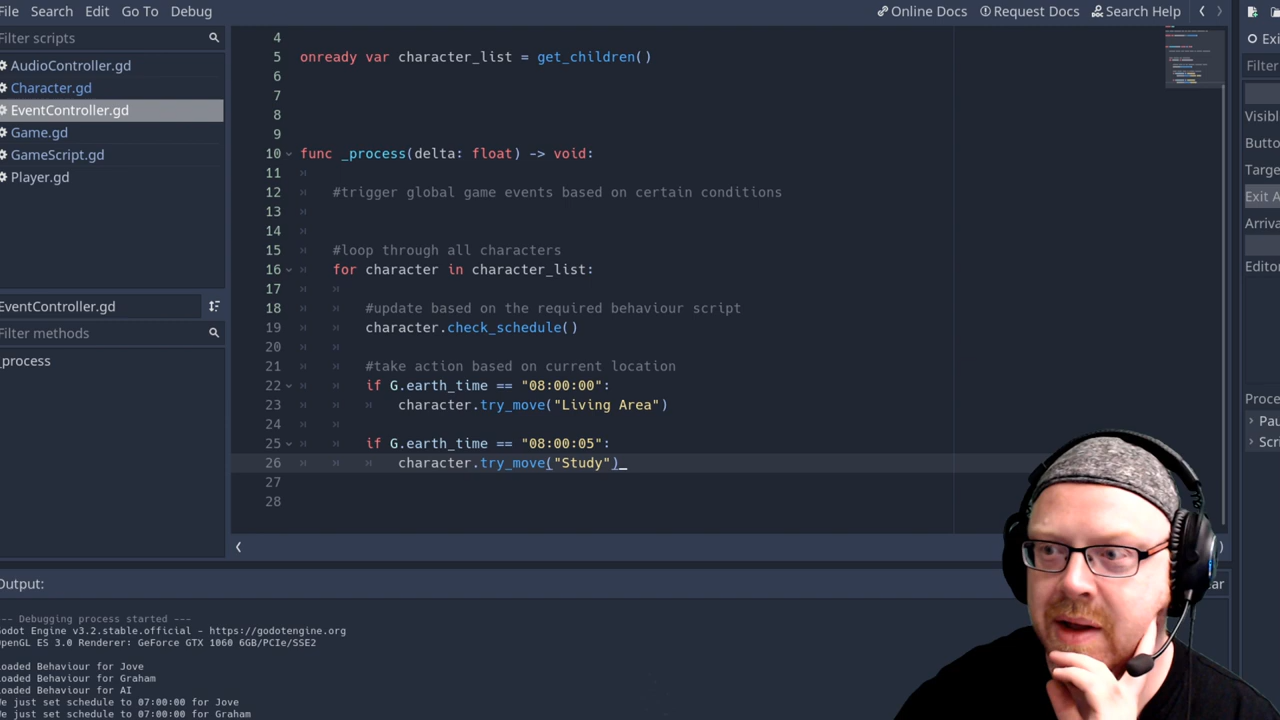 File Search Edit Go To Debug Online Docs Request Docs Search Help
Filter scripts
AudioController.gd
Character.gd
EventController.gd
Game.gd
GameScript.gd
Player.gd
EventController.gd
Filter methods
_process
4
5 onready var character_list = get_children()
6
7
8
9
10 func _process(delta: float) -> void:
11
12 #trigger global game events based on certain conditions
13
14
15 #loop through all characters
16 for character in character_list:
17
18 #update based on the required behaviour script
19 character.check_schedule()
20
21 #take action based on current location
22 if G.earth_time == "08:00:00":
23 character.try_move("Living Area")
24
25 if G.earth_time == "08:00:05":
26 character.try_move("Study")
27
28
Exi
Filter
Visibl
Butto
Targe
Exit A
Arriva
Editor
Proce
Pau
Scr
Output:
ar
--- Debugging process started ---
Godot Engine v3.2.stable.official - https://godotengine.org
OpenGL ES 3.0 Renderer: GeForce GTX 1060 6GB/PCIe/SSE2
Loaded Behaviour for Jove
Loaded Behaviour for Graham
Loaded Behaviour for AI
We just set schedule to 07:00:00 for Jove
We just set schedule to 07:00:00 for Graham